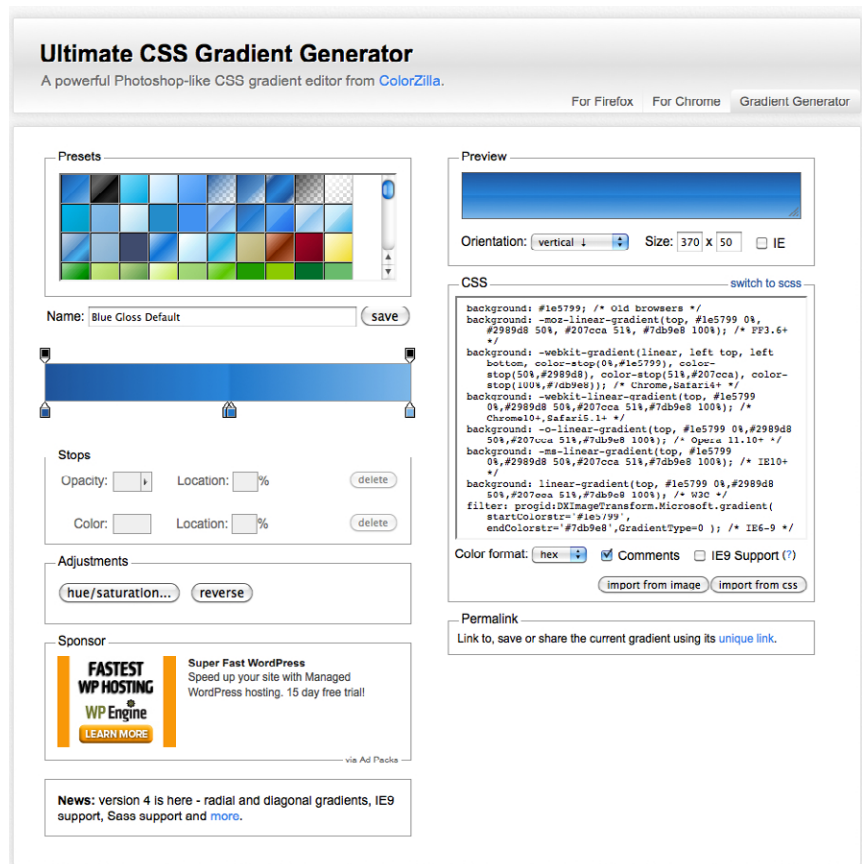 Ultimate CSS Gradient Generator
A powerful Photoshop-like CSS gradient editor from ColorZilla.
For Firefox For Chrome Gradient Generator
Presets
Name: Blue Gloss Default save
Stops
Opacity: Location: % delete
Color: Location: % delete
Adjustments
hue/saturation... reverse
Sponsor
FASTEST
WP HOSTING
WP Engine
LEARN MORE
Super Fast WordPress
Speed up your site with Managed
WordPress hosting. 15 day free trial!
via Ad Packs
News: version 4 is here - radial and diagonal gradients, IE9
support, Sass support and more.
Preview
Orientation: vertical ↓ Size: 370 x 50 IE
CSS switch to scss
background: #1e5799; /* Old browsers */
background: -moz-linear-gradient(top, #1e5799 0%,
#2989d8 50%, #207cca 51%, #7db9e8 100%); /* FF3.6+
*/
background: -webkit-gradient(linear, left top, left
bottom, color-stop(0%,#1e5799), color-
stop(50%,#2989d8), color-stop(51%,#207cca), color-
stop(100%,#7db9e8)); /* Chrome,Safari4+ */
background: -webkit-linear-gradient(top, #1e5799
0%,#2989d8 50%,#207cca 51%,#7db9e8 100%); /*
Chrome10+,Safari5.1+ */
background: -o-linear-gradient(top, #1e5799 0%,#2989d8
50%,#207cca 51%,#7db9e8 100%); /* Opera 11.10+ */
background: -ms-linear-gradient(top, #1e5799
0%,#2989d8 50%,#207cca 51%,#7db9e8 100%); /* IE10+
*/
background: linear-gradient(top, #1e5799 0%,#2989d8
50%,#207cca 51%,#7db9e8 100%); /* W3C */
filter: progid:DXImageTransform.Microsoft.gradient(
startColorstr='#1e5799',
endColorstr='#7db9e8',GradientType=0 ); /* IE6-9 */
Color format: hex Comments IE9 Support (?)
import from image import from css
Permalink
Link to, save or share the current gradient using its unique link.